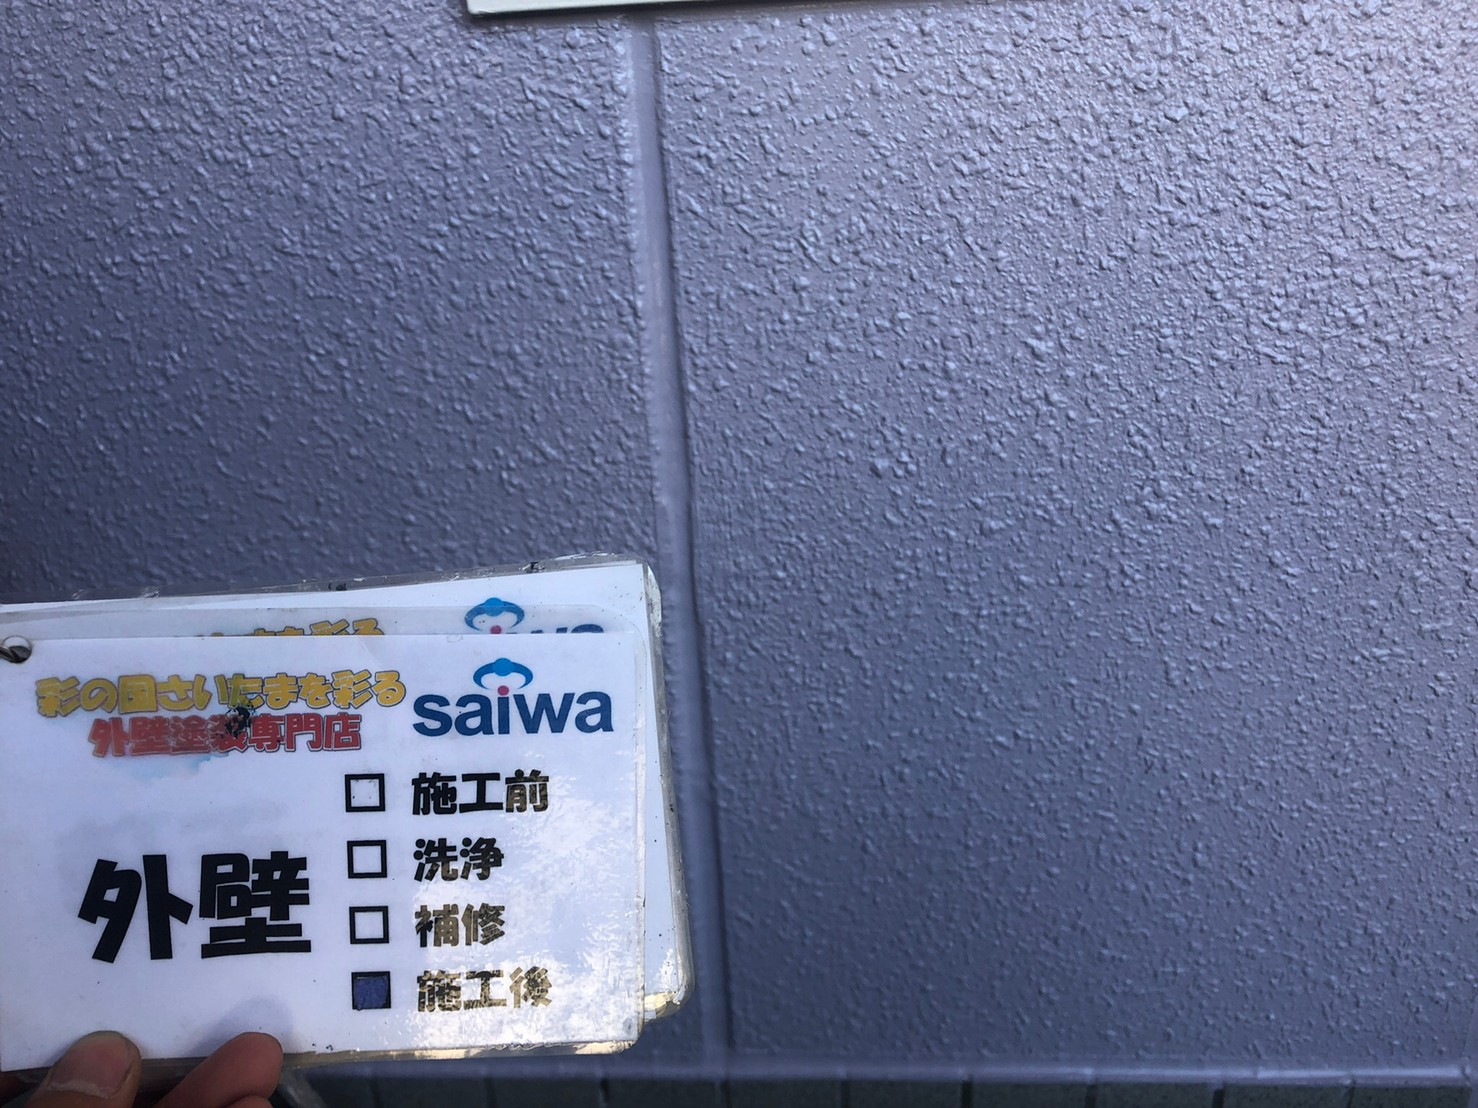 彩の国さいたまを彩る
外壁塗装専門店
saiwa
外壁
施工前
洗浄
補修
施工後